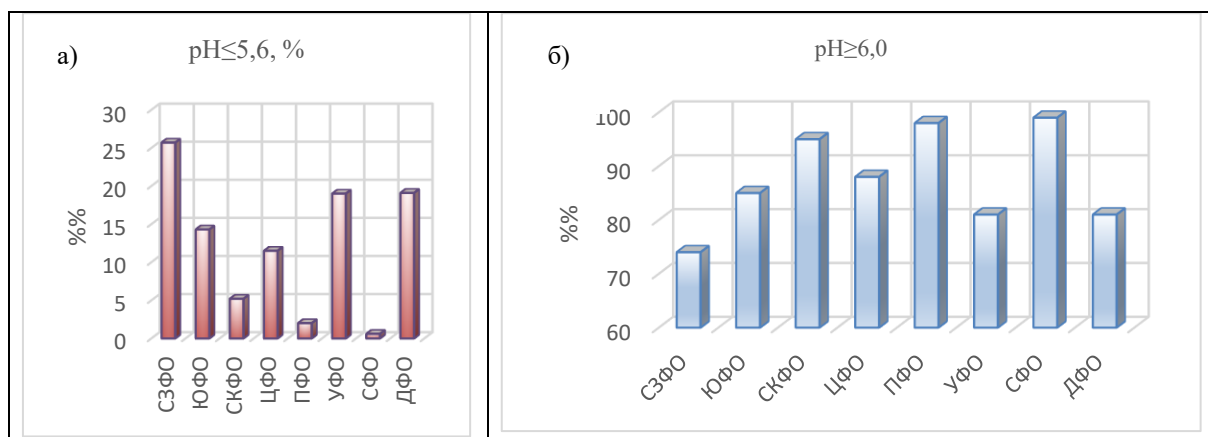 а)
pH≤5,6, %
%%
30
25
20
15
10
5
0
СЗФО
ЮФО
СКФО
ЦФО
ПФО
УФО
СФО
ДФО
б)
pH≥6,0
%%
100
90
80
70
60
СЗФО
ЮФО
СКФО
ЦФО
ПФО
УФО
СФО
ДФО